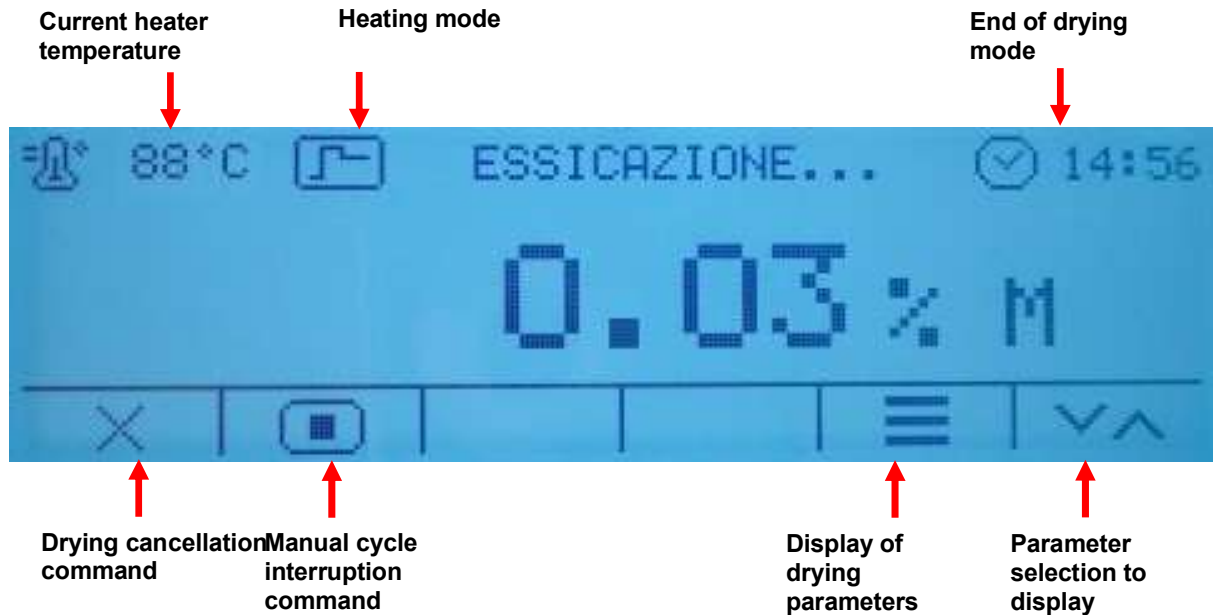 Current heater
temperature
Heating mode
End of drying
mode
88°C
ESSICAZIONE...
14:56
0.03% M
Drying cancellation
command
Manual cycle
interruption
command
Display of
drying
parameters
Parameter
selection to
display